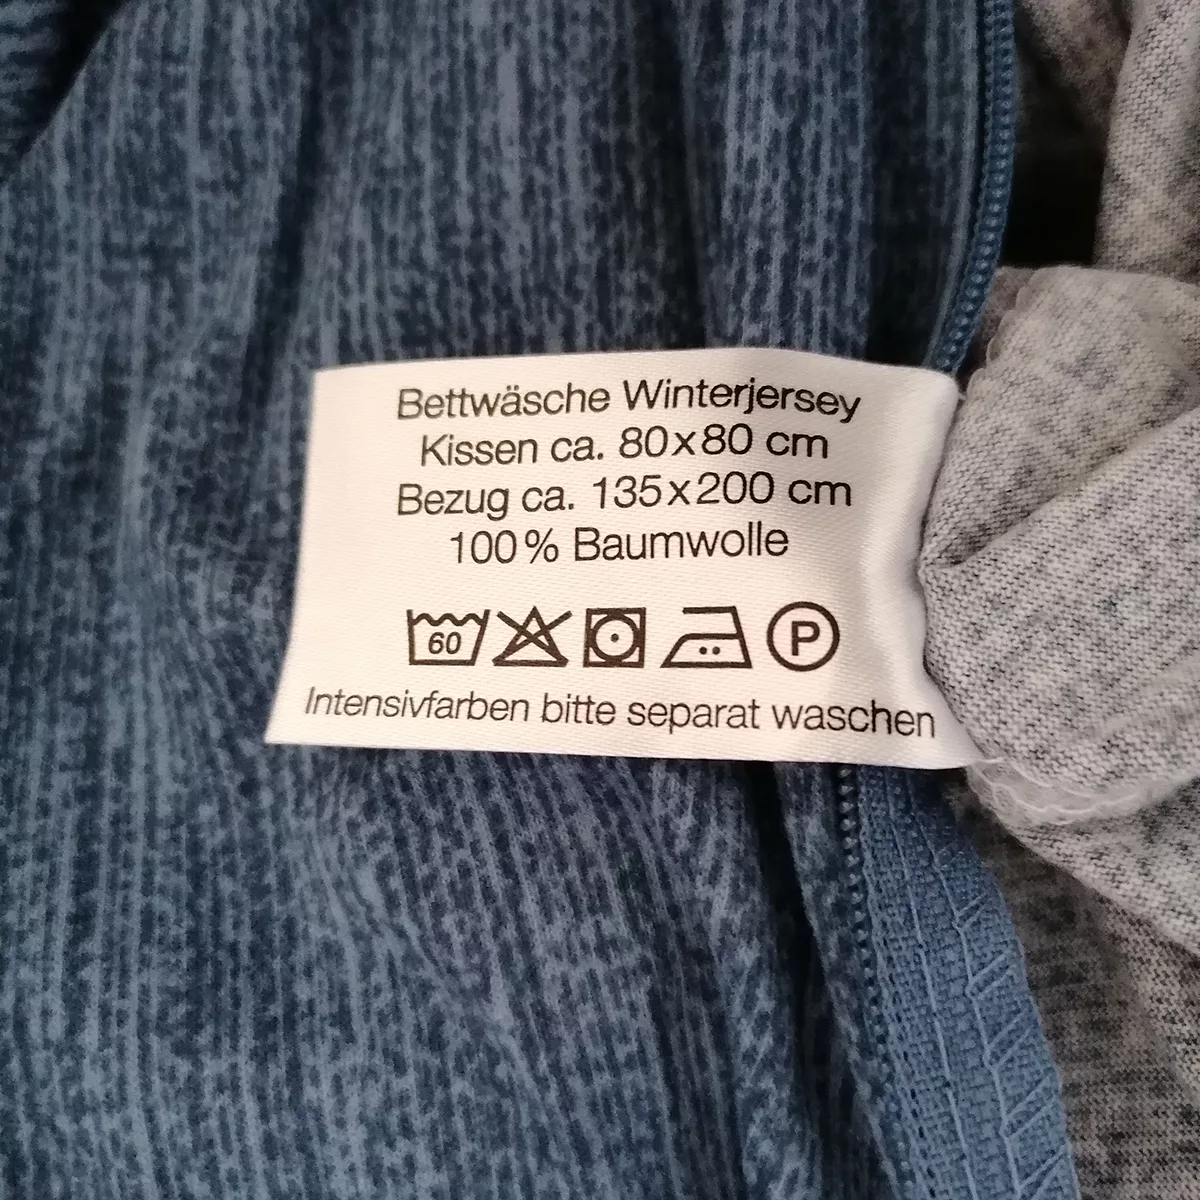 Bettwäsche Winterjersey
Kissen ca. 80x80 cm
Bezug ca. 135x200 cm
100% Baumwolle
60 P
Intensivfarben bitte separat waschen